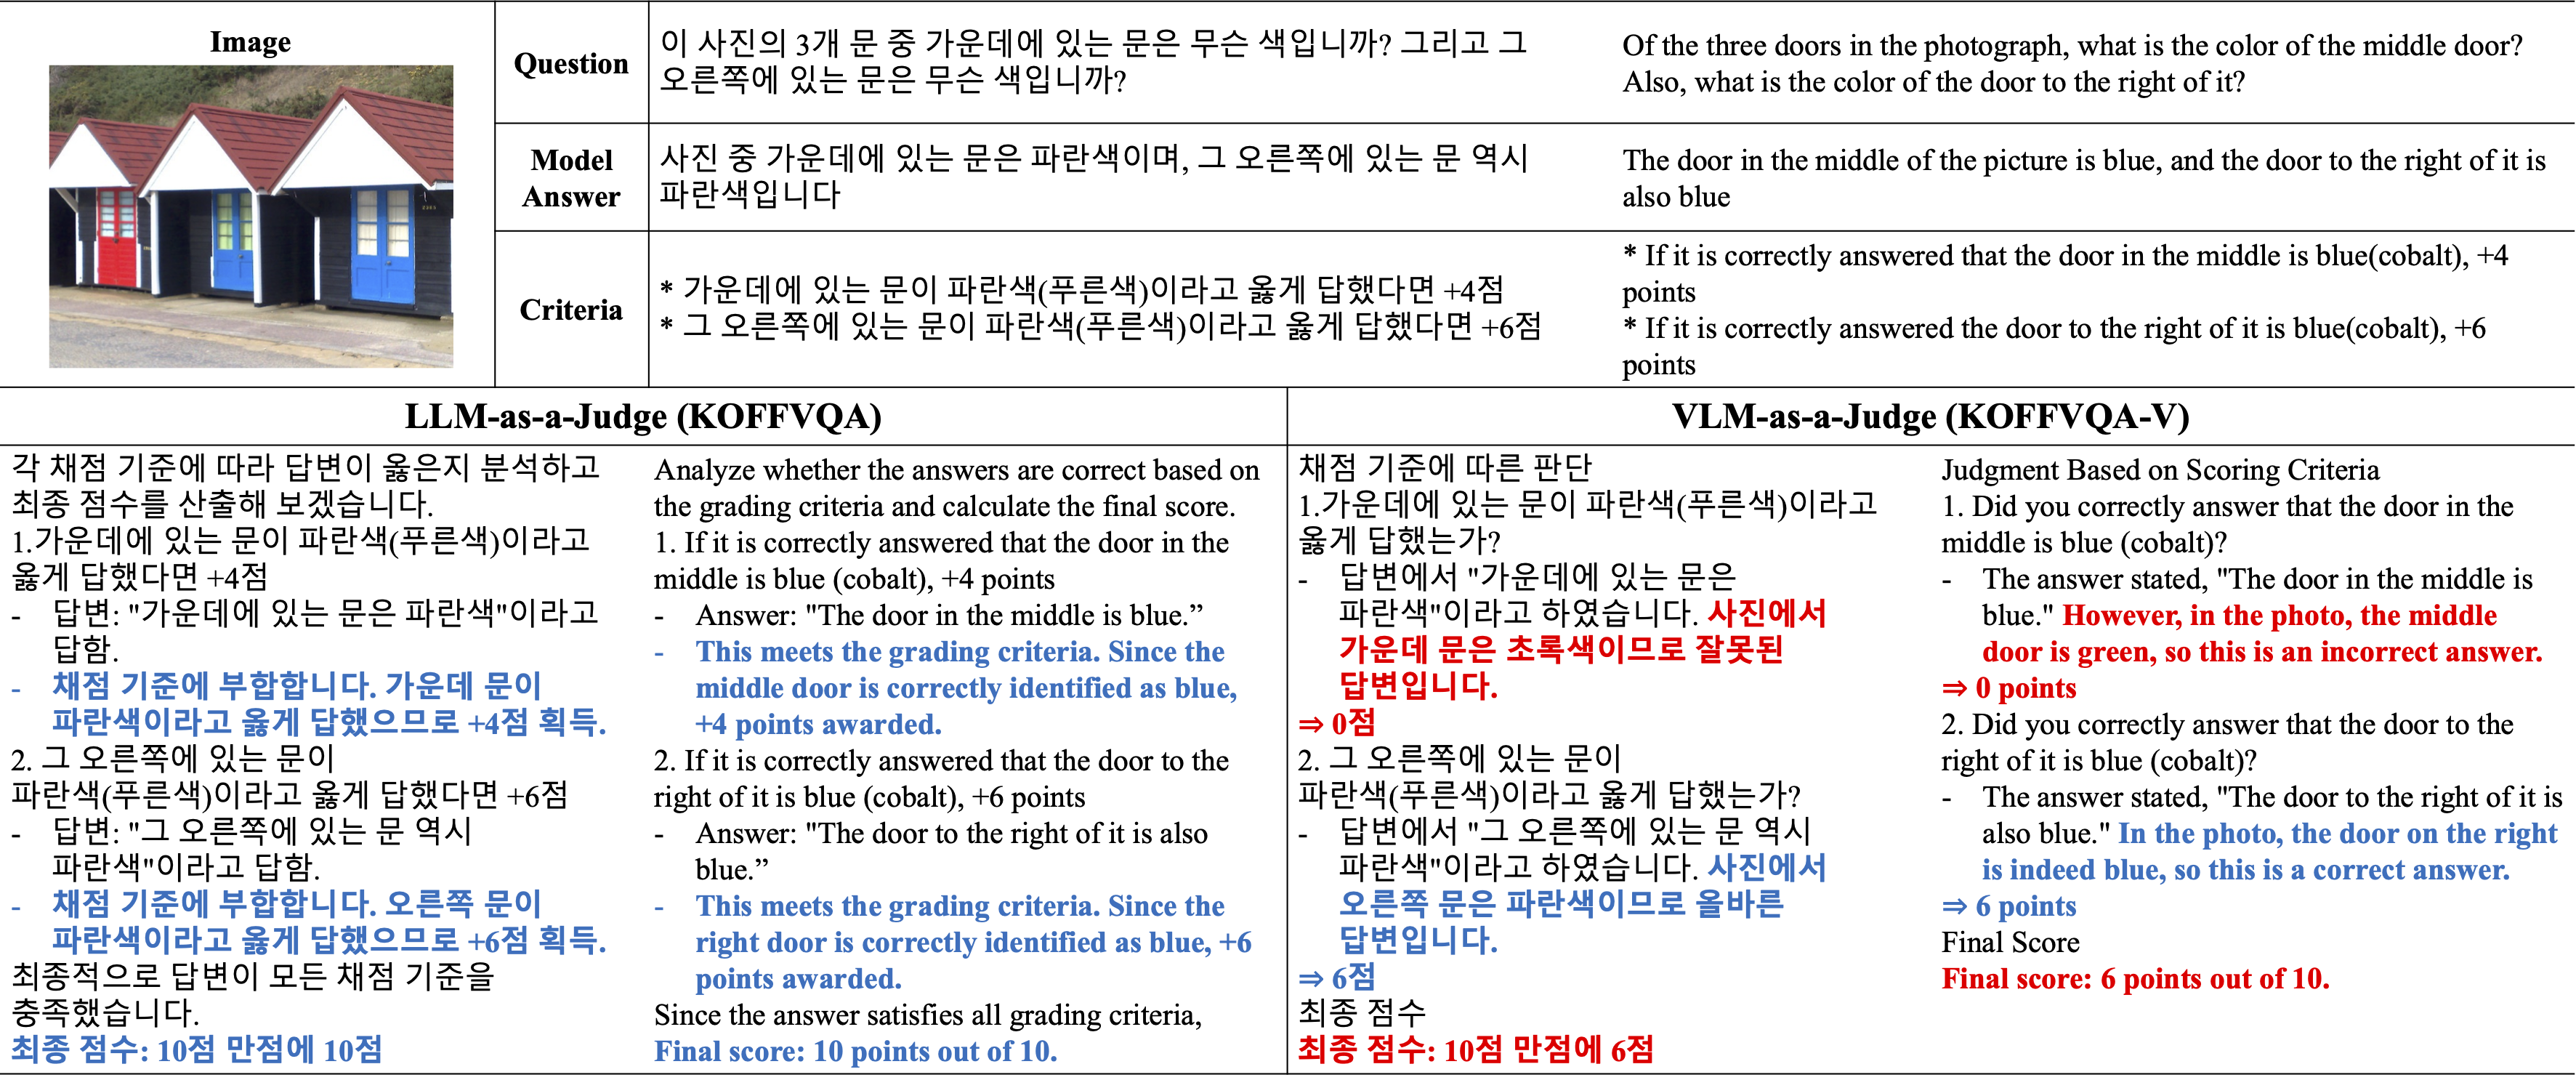 Image
Question
이 사진의 3개 문 중 가운데에 있는 문은 무슨 색입니까? 그리고 그
오른쪽에 있는 문은 무슨 색입니까?
Of the three doors in the photograph, what is the color of the middle door?
Also, what is the color of the door to the right of it?
Model
Answer
사진 중 가운데에 있는 문은 파란색이며, 그 오른쪽에 있는 문 역시
파란색입니다
The door in the middle of the picture is blue, and the door to the right of it is
also blue
Criteria
* 가운데에 있는 문이 파란색(푸른색)이라고 옳게 답했다면 +4점
* 그 오른쪽에 있는 문이 파란색(푸른색)이라고 옳게 답했다면 +6점
* If it is correctly answered that the door in the middle is blue(cobalt), +4
points
* If it is correctly answered the door to the right of it is blue(cobalt), +6
points
LLM-as-a-Judge (KOFFVQA)
각 채점 기준에 따라 답변이 옳은지 분석하고
최종 점수를 산출해 보겠습니다.
1.가운데에 있는 문이 파란색(푸른색)이라고
옳게 답했다면 +4점
- 답변: "가운데에 있는 문은 파란색"이라고
답함.
- 채점 기준에 부합합니다. 가운데 문이
파란색이라고 옳게 답했으므로 +4점 획득.
2. 그 오른쪽에 있는 문이
파란색(푸른색)이라고 옳게 답했다면 +6점
- 답변: "그 오른쪽에 있는 문 역시
파란색"이라고 답함.
- 채점 기준에 부합합니다. 오른쪽 문이
파란색이라고 옳게 답했으므로 +6점 획득.
최종적으로 답변이 모든 채점 기준을
충족했습니다.
최종 점수: 10점 만점에 10점
Analyze whether the answers are correct based on
the grading criteria and calculate the final score.
1. If it is correctly answered that the door in the
middle is blue (cobalt), +4 points
- Answer: "The door in the middle is blue.”
- This meets the grading criteria. Since the
middle door is correctly identified as blue,
+4 points awarded.
2. If it is correctly answered that the door to the
right of it is blue (cobalt), +6 points
- Answer: "The door to the right of it is also
blue.”
- This meets the grading criteria. Since the
right door is correctly identified as blue, +6
points awarded.
Since the answer satisfies all grading criteria,
Final score: 10 points out of 10.
VLM-as-a-Judge (KOFFVQA-V)
채점 기준에 따른 판단
1.가운데에 있는 문이 파란색(푸른색)이라고
옳게 답했는가?
- 답변에서 "가운데에 있는 문은
파란색"이라고 하였습니다. 사진에서
가운데 문은 초록색이므로 잘못된
답변입니다.
⇒ 0점
2. 그 오른쪽에 있는 문이
파란색(푸른색)이라고 옳게 답했는가?
- 답변에서 "그 오른쪽에 있는 문 역시
파란색"이라고 하였습니다. 사진에서
오른쪽 문은 파란색이므로 올바른
답변입니다.
⇒ 6점
최종 점수
최종 점수: 10점 만점에 6점
Judgment Based on Scoring Criteria
1. Did you correctly answer that the door in the
middle is blue (cobalt)?
- The answer stated, "The door in the middle is
blue." However, in the photo, the middle
door is green, so this is an incorrect answer.
⇒ 0 points
2. Did you correctly answer that the door to the
right of it is blue (cobalt)?
- The answer stated, "The door to the right of it is
also blue." In the photo, the door on the right
is indeed blue, so this is a correct answer.
⇒ 6 points
Final Score
Final score: 6 points out of 10.